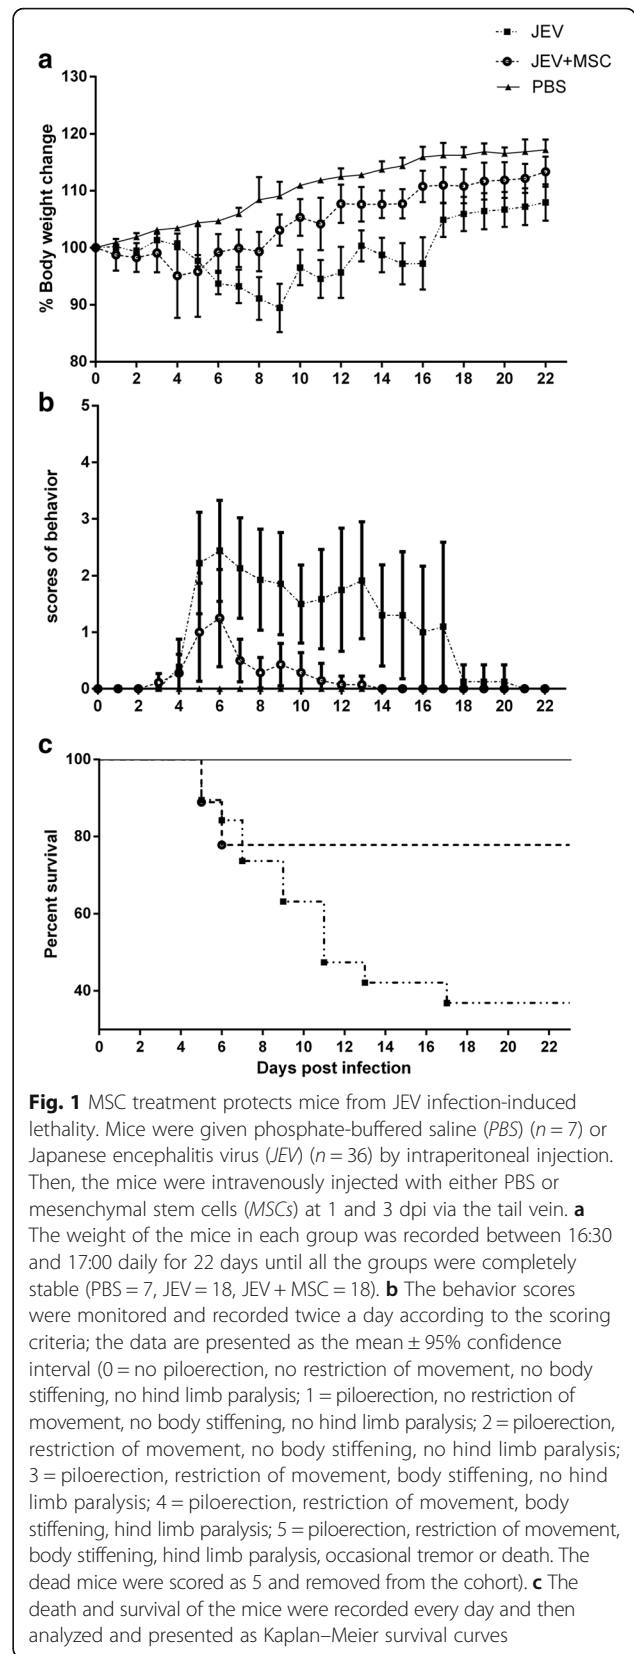 JEV
JEV+MSC
PBS
a
130
120
110
100
90
80
% Body weight change
0 2 4 6 8 10 12 14 16 18 20 22
b
5
4
3
2
1
0
scores of behavior
0 2 4 6 8 10 12 14 16 18 20 22
c
100
80
60
40
Percent survival
0 2 4 6 8 10 12 14 16 18 20 22
Days post infection
Fig. 1 MSC treatment protects mice from JEV infection-induced
lethality. Mice were given phosphate-buffered saline (PBS) (n = 7) or
Japanese encephalitis virus (JEV) (n = 36) by intraperitoneal injection.
Then, the mice were intravenously injected with either PBS or
mesenchymal stem cells (MSCs) at 1 and 3 dpi via the tail vein. a
The weight of the mice in each group was recorded between 16:30
and 17:00 daily for 22 days until all the groups were completely
stable (PBS = 7, JEV = 18, JEV + MSC = 18). b The behavior scores
were monitored and recorded twice a day according to the scoring
criteria; the data are presented as the mean ± 95% confidence
interval (0 = no piloerection, no restriction of movement, no body
stiffening, no hind limb paralysis; 1 = piloerection, no restriction of
movement, no body stiffening, no hind limb paralysis; 2 = piloerection,
restriction of movement, no body stiffening, no hind limb paralysis;
3 = piloerection, restriction of movement, body stiffening, no hind
limb paralysis; 4 = piloerection, restriction of movement, body
stiffening, hind limb paralysis; 5 = piloerection, restriction of movement,
body stiffening, hind limb paralysis, occasional tremor or death. The
dead mice were scored as 5 and removed from the cohort). c The
death and survival of the mice were recorded every day and then
analyzed and presented as Kaplan–Meier survival curves